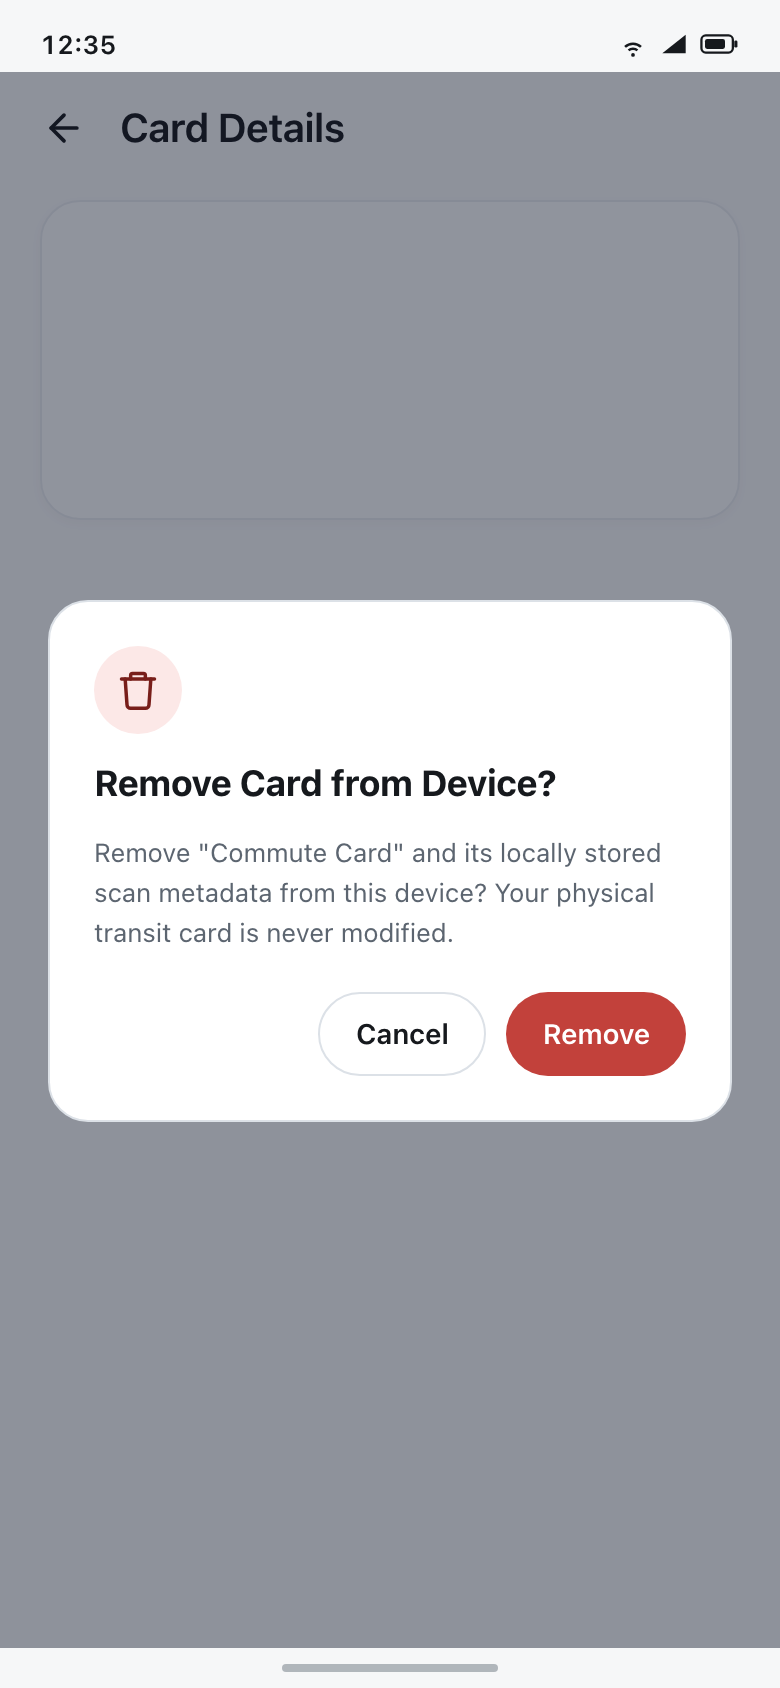 12:35
Card Details
Remove Card from Device?
Remove "Commute Card" and its locally stored
scan metadata from this device? Your physical
transit card is never modified.
Cancel
Remove